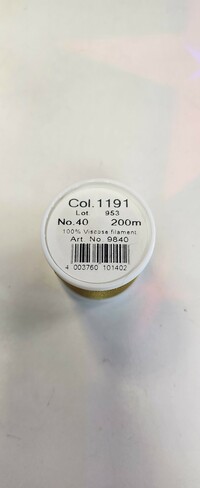 Col.1191
Lot 953
No.40 200m
100% Viscose filament
Art. No. 9840
4 003760 101402